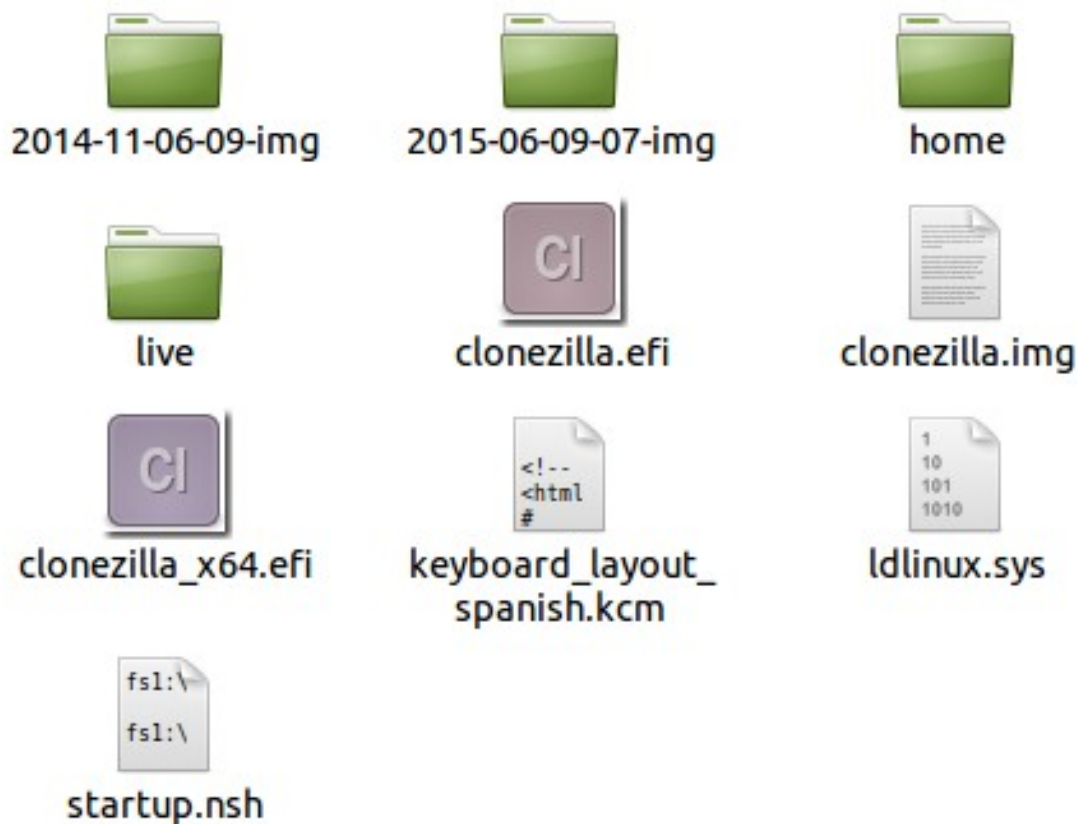 2014-11-06-09-img
2015-06-09-07-img
home
live
Cl
clonezilla.efi
clonezilla.img
Cl
clonezilla_x64.efi
<!--
<html
#
keyboard_layout_
spanish.kcm
1
10
101
1010
ldlinux.sys
fs1:\
fs1:\
startup.nsh